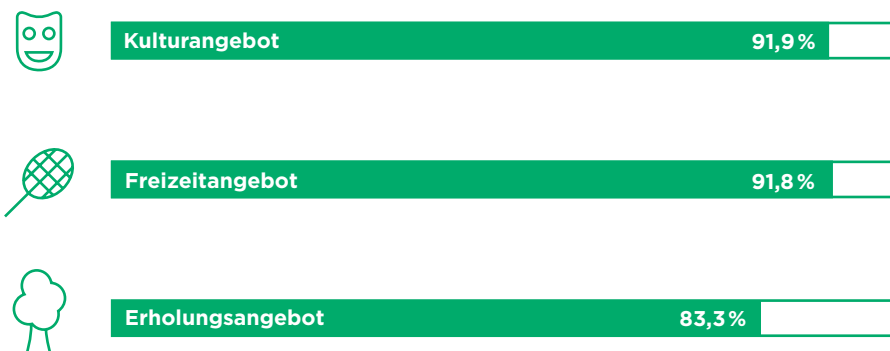 Kulturangebot 91,9 %
Freizeitangebot 91,8 %
Erholungsangebot 83,3 %